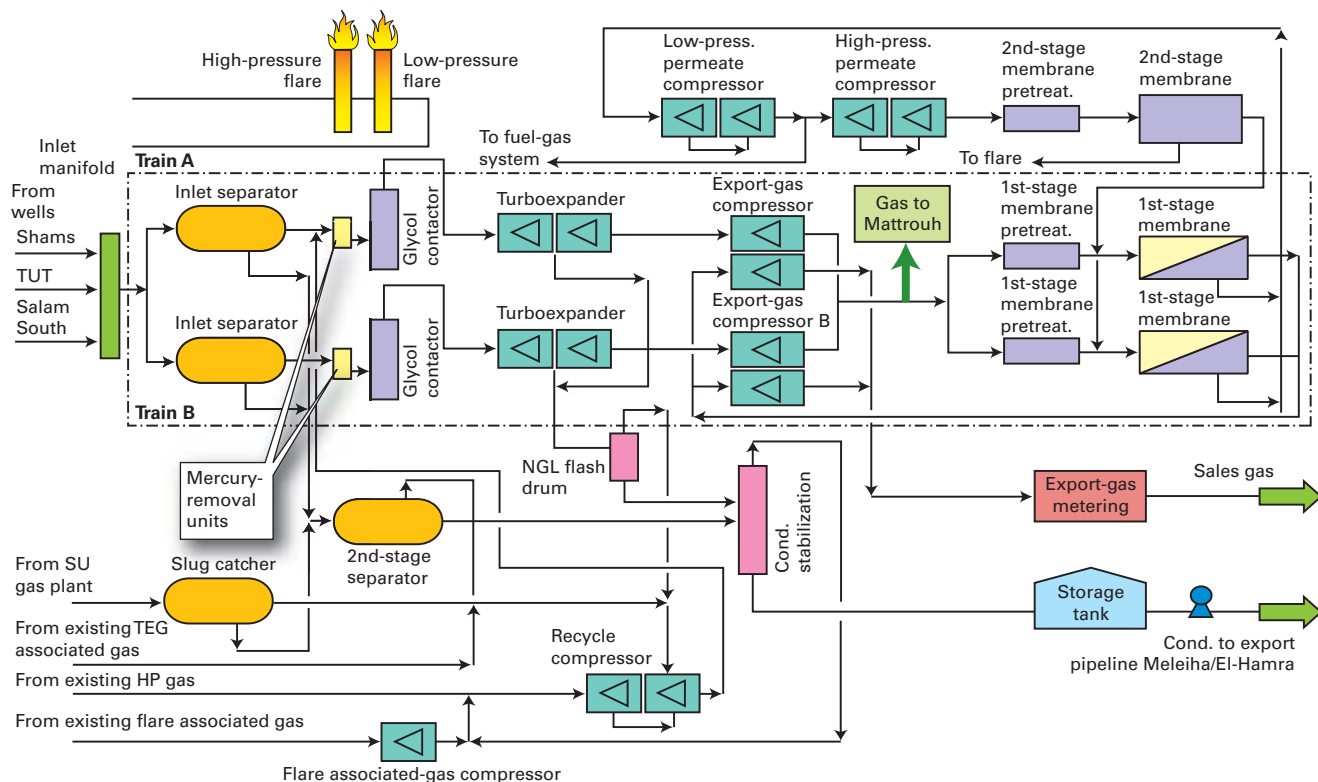 High-pressure
flare
Low-pressure
flare
Low-press.
permeate
compressor
High-press.
permeate
compressor
2nd-stage
membrane
pretreat.
2nd-stage
membrane
To fuel-gas
system
To flare
Inlet
manifold
Train A
From
wells
Shams
TUT
Salam
South
Inlet separator
Glycol
contactor
Turboexpander
Export-gas
compressor
Gas to
Mattrouh
1st-stage
membrane
pretreat.
1st-stage
membrane
Inlet separator
Glycol
contactor
Turboexpander
Export-gas
compressor B
1st-stage
membrane
pretreat.
1st-stage
membrane
Train B
Mercury-
removal
units
NGL flash
drum
Cond.
stabilization
Export-gas
metering
Sales gas
2nd-stage
separator
From SU
gas plant
Slug catcher
Storage
tank
Cond. to export
pipeline Meleiha/El-Hamra
From existing TEG
associated gas
Recycle
compressor
From existing HP gas
From existing flare associated gas
Flare associated-gas compressor